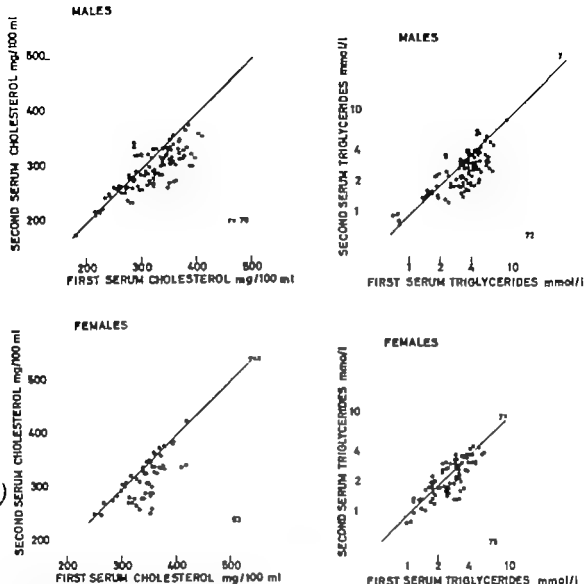 MALES
SECOND SERUM CHOLESTEROL mg/100 ml
500
400
300
200
200 300 400 500
FIRST SERUM CHOLESTEROL mg/100 ml
MALES
SECOND SERUM TRIGLYCERIDES mmol/l
10
4
2
1
72
1 2 4 10
FIRST SERUM TRIGLYCERIDES mmol/l
FEMALES
SECOND SERUM CHOLESTEROL mg/100 ml
500
400
300
200
200 300 400 500
FIRST SERUM CHOLESTEROL mg/100 ml
FEMALES
SECOND SERUM TRIGLYCERIDES mmol/l
10
4
2
1
1 2 4 10
FIRST SERUM TRIGLYCERIDES mmol/l